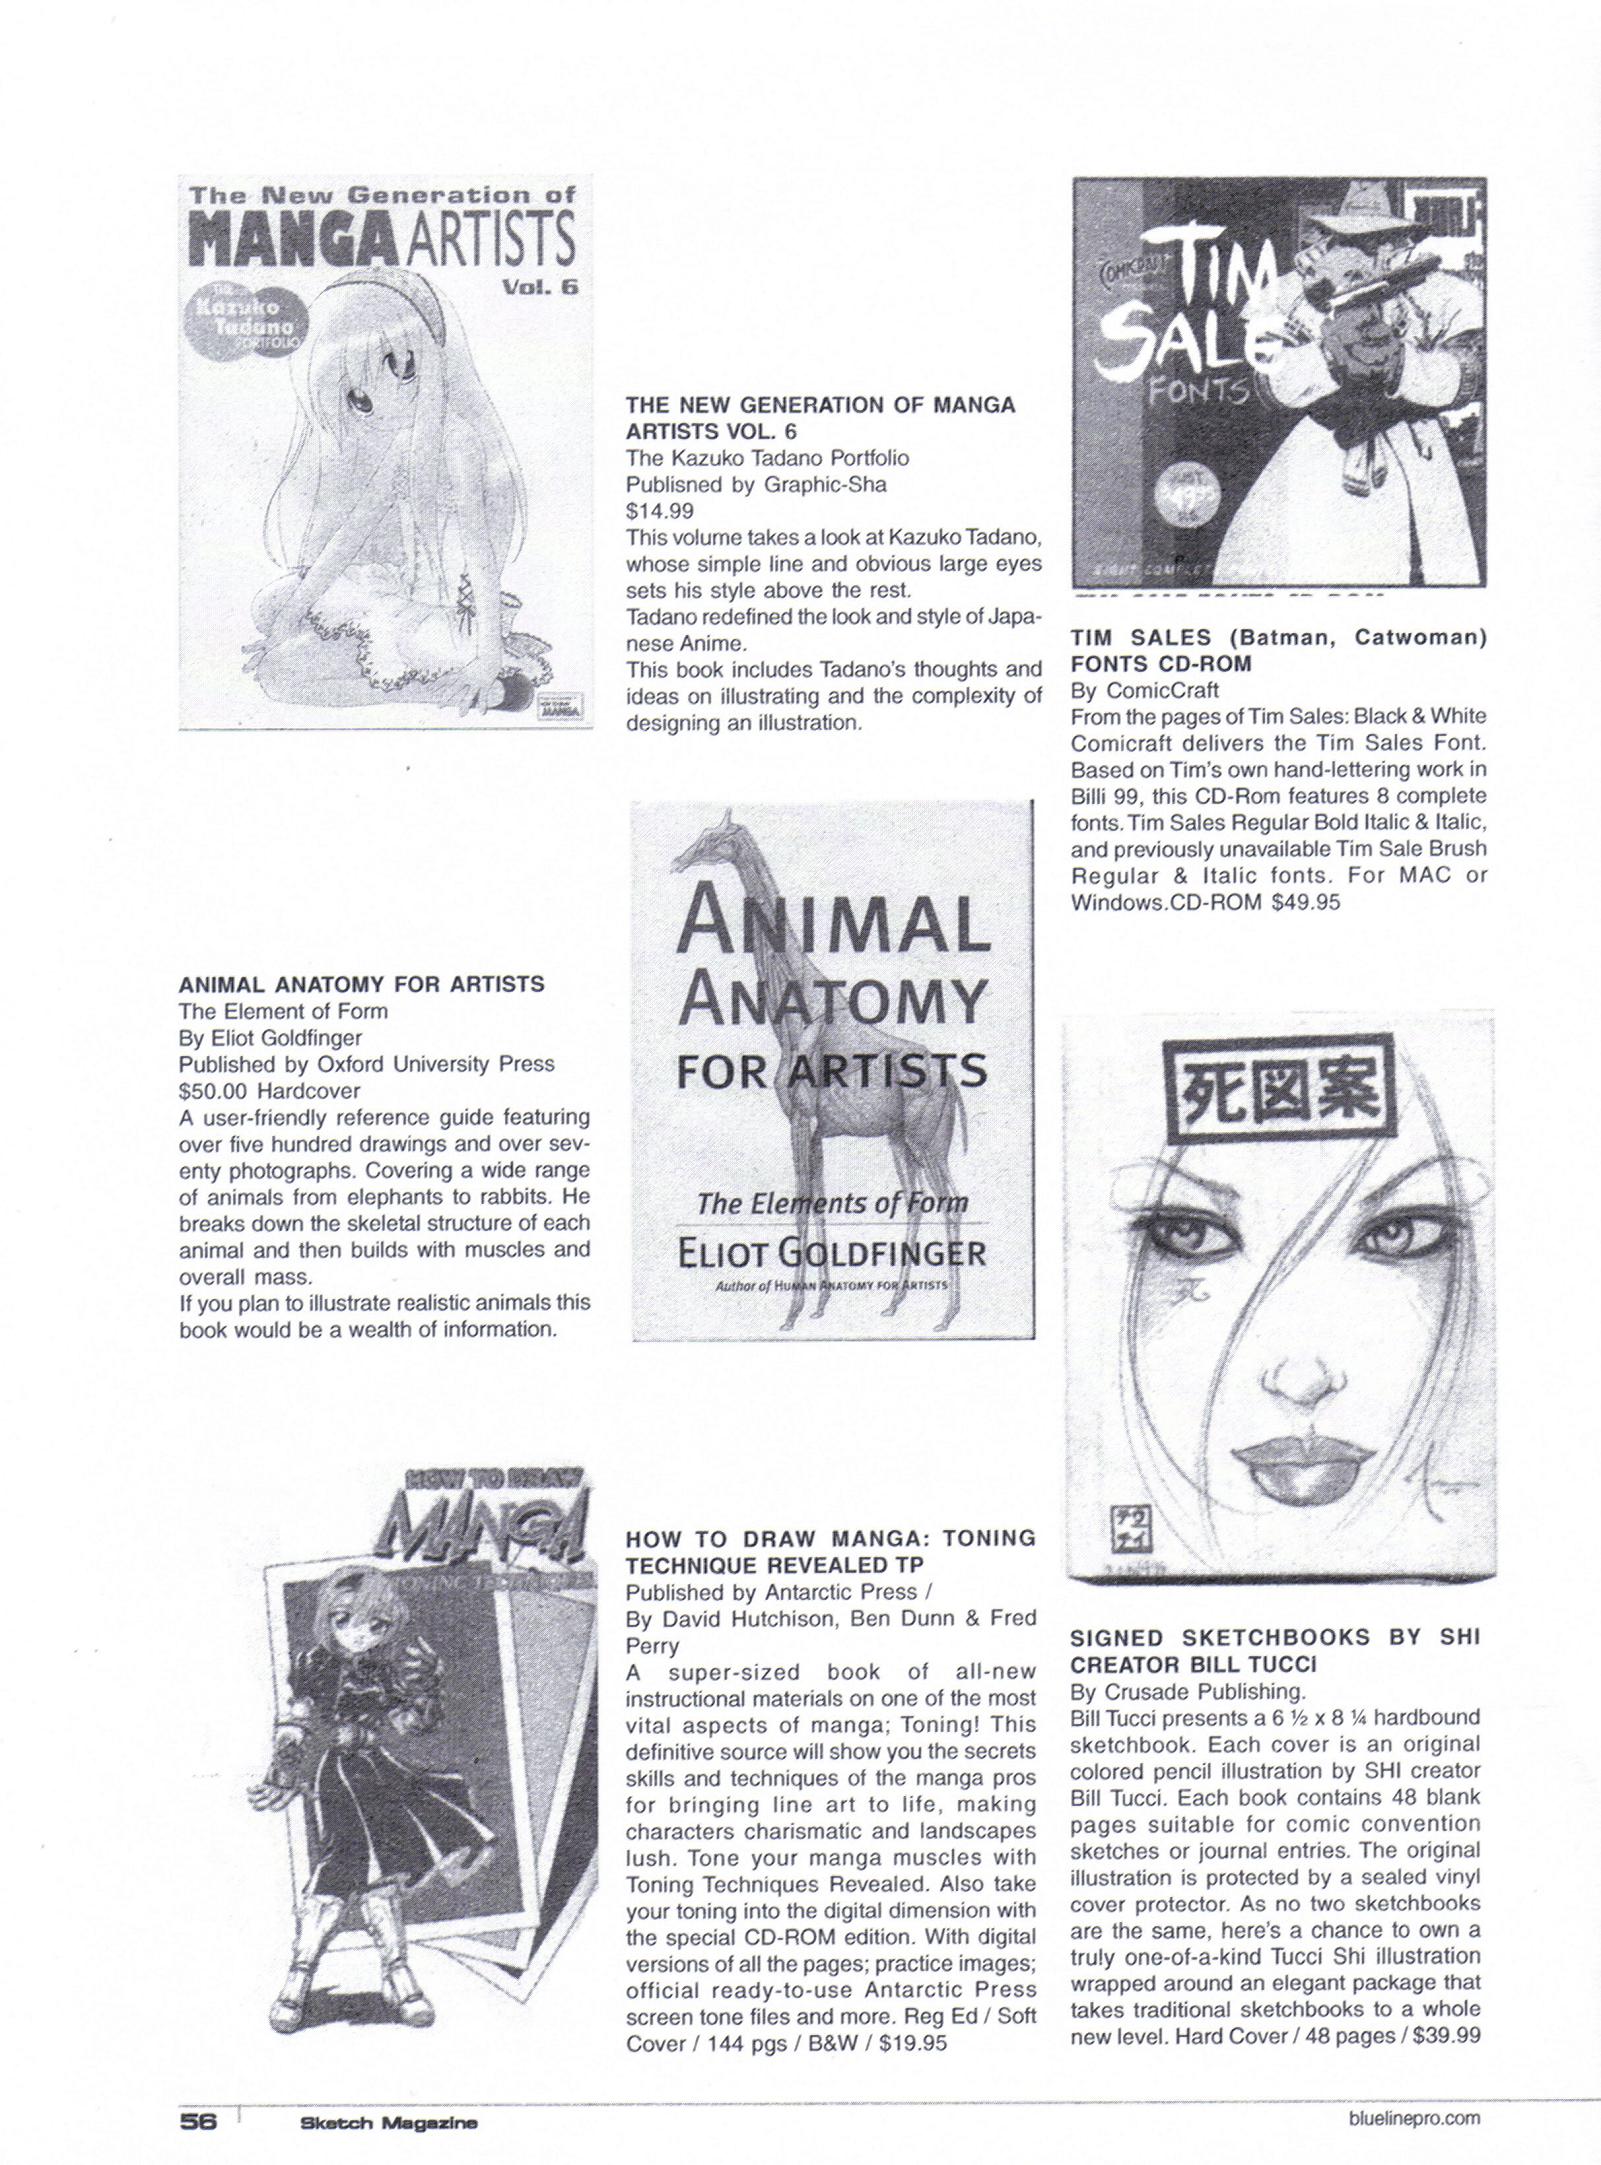 The New Generation of
MANGA ARTISTS
Vol. 6
The
Kazuko
Tadano
PORTFOLIO
HOW TO DRAW
MANGA
THE NEW GENERATION OF MANGA
ARTISTS VOL. 6
The Kazuko Tadano Portfolio
Publisned by Graphic-Sha
$14.99
This volume takes a look at Kazuko Tadano,
whose simple line and obvious large eyes
sets his style above the rest.
Tadano redefined the look and style of Japa-
nese Anime.
This book includes Tadano's thoughts and
ideas on illustrating and the complexity of
designing an illustration.
COMICRAFT
TIM
SALE
FONTS
JUST
$49.95
EIGHT COMPLETE
TIM SALES (Batman, Catwoman)
FONTS CD-ROM
By ComicCraft
From the pages of Tim Sales: Black & White
Comicraft delivers the Tim Sales Font.
Based on Tim's own hand-lettering work in
Billi 99, this CD-Rom features 8 complete
fonts. Tim Sales Regular Bold Italic & Italic,
and previously unavailable Tim Sale Brush
Regular & Italic fonts. For MAC or
Windows.CD-ROM $49.95
ANIMAL ANATOMY FOR ARTISTS
The Element of Form
By Eliot Goldfinger
Published by Oxford University Press
$50.00 Hardcover
A user-friendly reference guide featuring
over five hundred drawings and over sev-
enty photographs. Covering a wide range
of animals from elephants to rabbits. He
breaks down the skeletal structure of each
animal and then builds with muscles and
overall mass.
If you plan to illustrate realistic animals this
book would be a wealth of information.
ANIMAL
ANATOMY
FOR ARTISTS
The Elements of Form
ELIOT GOLDFINGER
Author of HUMAN ANATOMY FOR ARTISTS
死図案
死
チウ
チイ
HOW TO DRAW
MANGA
TONING TECHNIQUES
HOW TO DRAW MANGA: TONING
TECHNIQUE REVEALED TP
Published by Antarctic Press /
By David Hutchison, Ben Dunn & Fred
Perry
A super-sized book of all-new
instructional materials on one of the most
vital aspects of manga; Toning! This
definitive source will show you the secrets
skills and techniques of the manga pros
for bringing line art to life, making
characters charismatic and landscapes
lush. Tone your manga muscles with
Toning Techniques Revealed. Also take
your toning into the digital dimension with
the special CD-ROM edition. With digital
versions of all the pages; practice images;
official ready-to-use Antarctic Press
screen tone files and more. Reg Ed / Soft
Cover / 144 pgs / B&W / $19.95
SIGNED SKETCHBOOKS BY SHI
CREATOR BILL TUCCI
By Crusade Publishing.
Bill Tucci presents a 6 ½ x 8 ¼ hardbound
sketchbook. Each cover is an original
colored pencil illustration by SHI creator
Bill Tucci. Each book contains 48 blank
pages suitable for comic convention
sketches or journal entries. The original
illustration is protected by a sealed vinyl
cover protector. As no two sketchbooks
are the same, here's a chance to own a
truly one-of-a-kind Tucci Shi illustration
wrapped around an elegant package that
takes traditional sketchbooks to a whole
new level. Hard Cover / 48 pages / $39.99
56
Sketch Magazine
bluelinepro.com